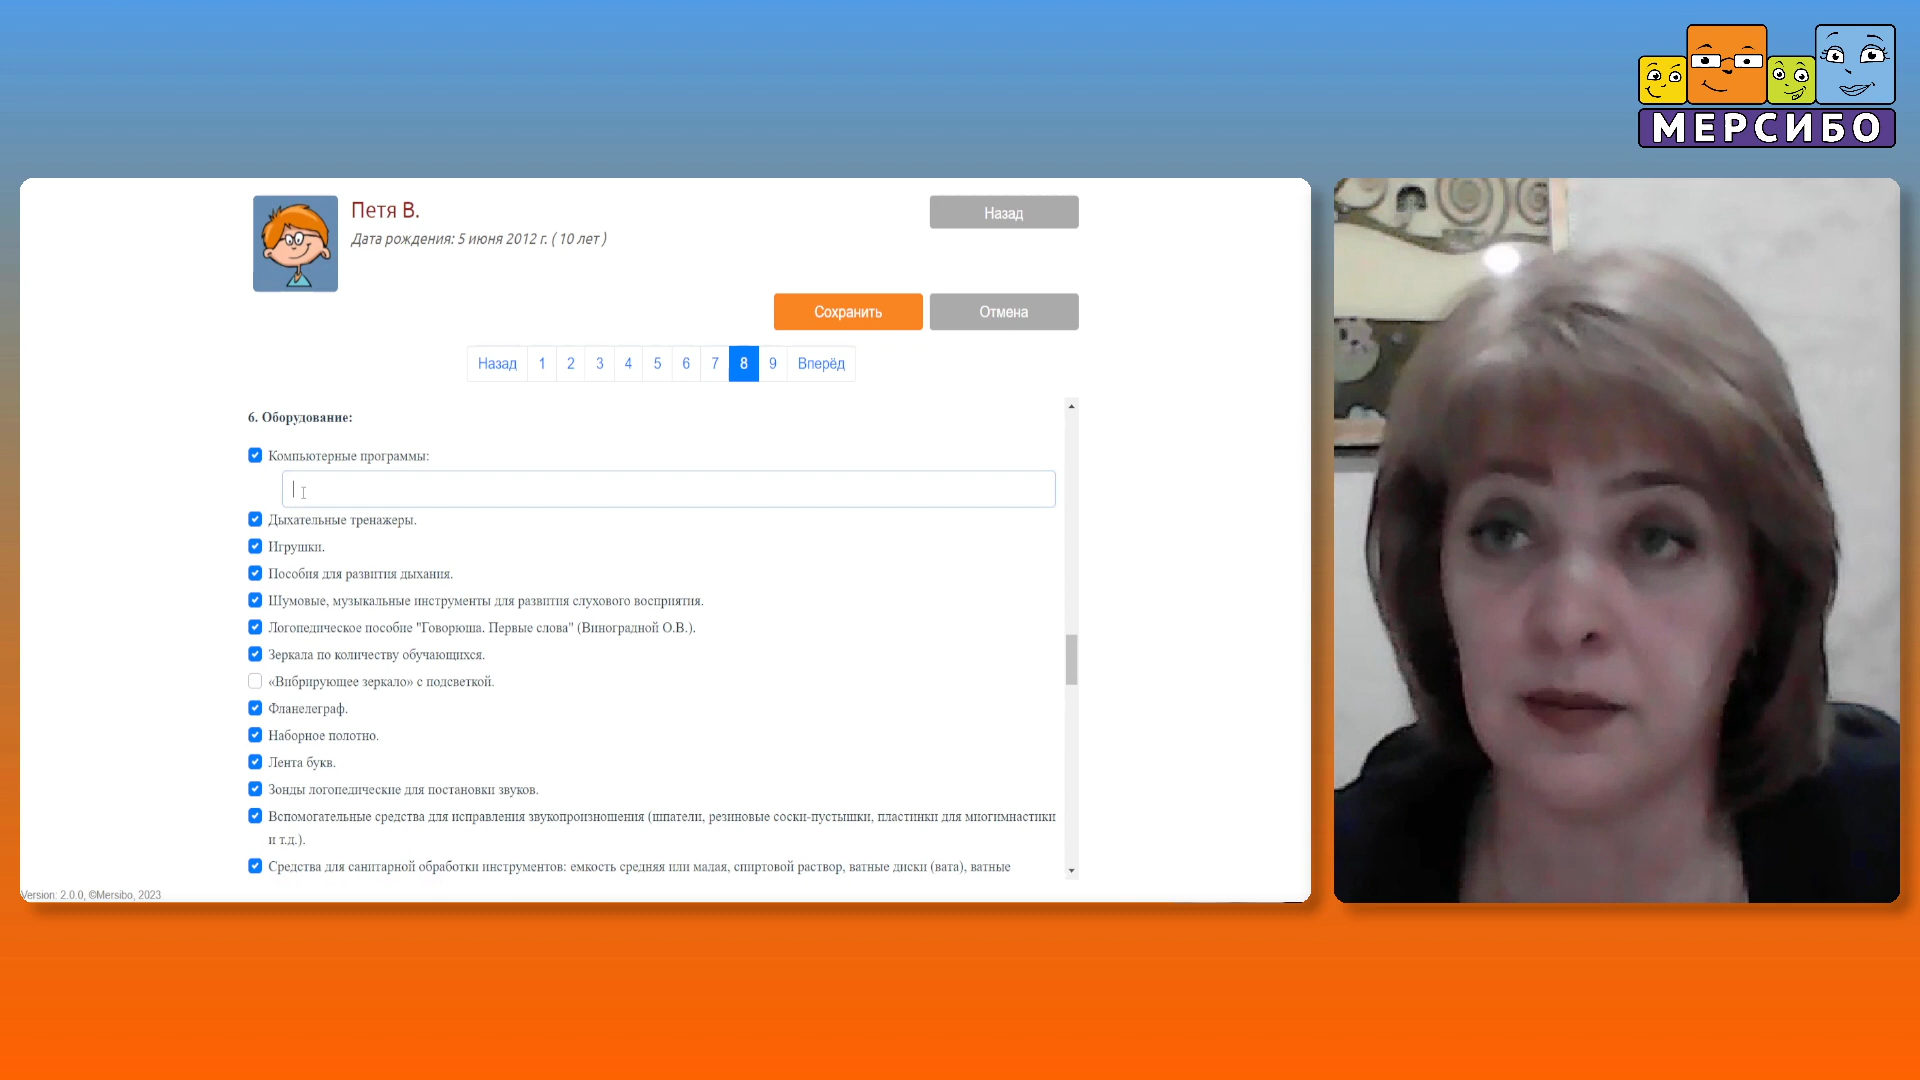 МЕРСИБО
Петя В.
Назад
Дата рождения: 5 июня 2012 г. ( 10 лет )
Сохранить
Отмена
Назад 1 2 3 4 5 6 7 8 9 Вперёд
6. Оборудование:
Компьютерные программы:
Дыхательные тренажеры.
Игрушки.
Пособия для развития дыхания.
Шумовые, музыкальные инструменты для развития слухового восприятия.
Логопедическое пособие "Говорюша. Первые слова" (Виноградной О.В.).
Зеркала по количеству обучающихся.
«Вибрирующее зеркало» с подсветкой.
Фланелеграф.
Наборное полотно.
Лента букв.
Зонды логопедические для постановки звуков.
Вспомогательные средства для исправления звукопроизношения (шпатели, резиновые соски-пустышки, пластинки для миогимнастики
и т.д.).
Средства для санитарной обработки инструментов: емкость средняя или малая, спиртовой раствор, ватные диски (вата), ватные
Version: 2.0.0, ©Mersibo, 2023